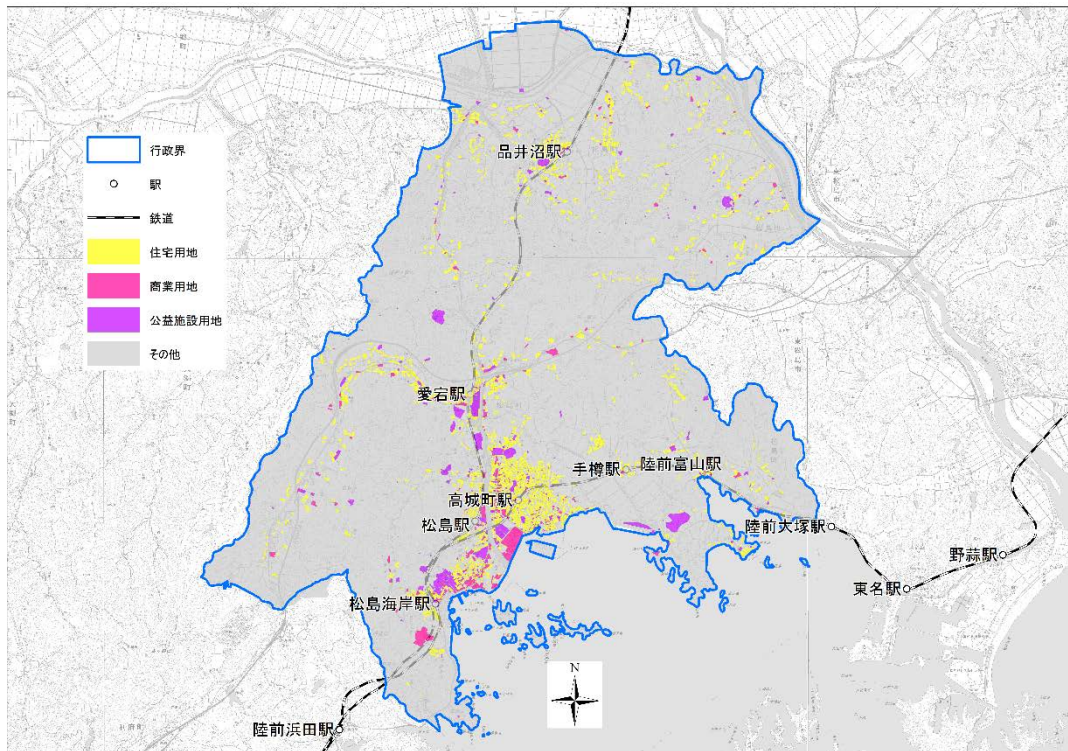 行政界
駅
鉄道
住宅用地
商業用地
公益施設用地
その他
品井沼駅
愛宕駅
手樽駅
陸前富山駅
高城町駅
松島駅
陸前大塚駅
野蒜駅
東名駅
松島海岸駅
陸前浜田駅
N